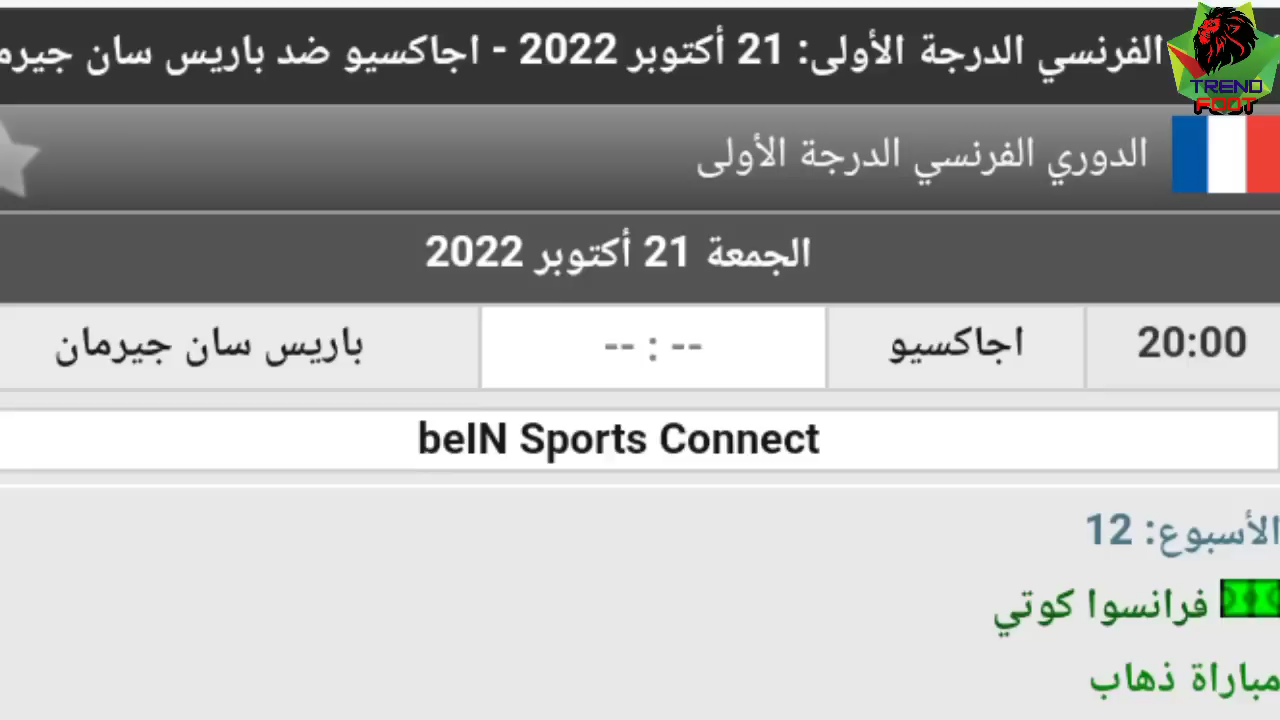 الفرنسي الدرجة الأولى: 21 أكتوبر 2022 - اجاكسيو ضد باريس سان
TREND
FOOT
الدوري الفرنسي الدرجة الأولى
الجمعة 21 أكتوبر 2022
20:00 اجاكسيو -- : -- باريس سان جيرمان
beIN Sports Connect
الأسبوع: 12
فرانسوا كوتي
مباراة ذهاب